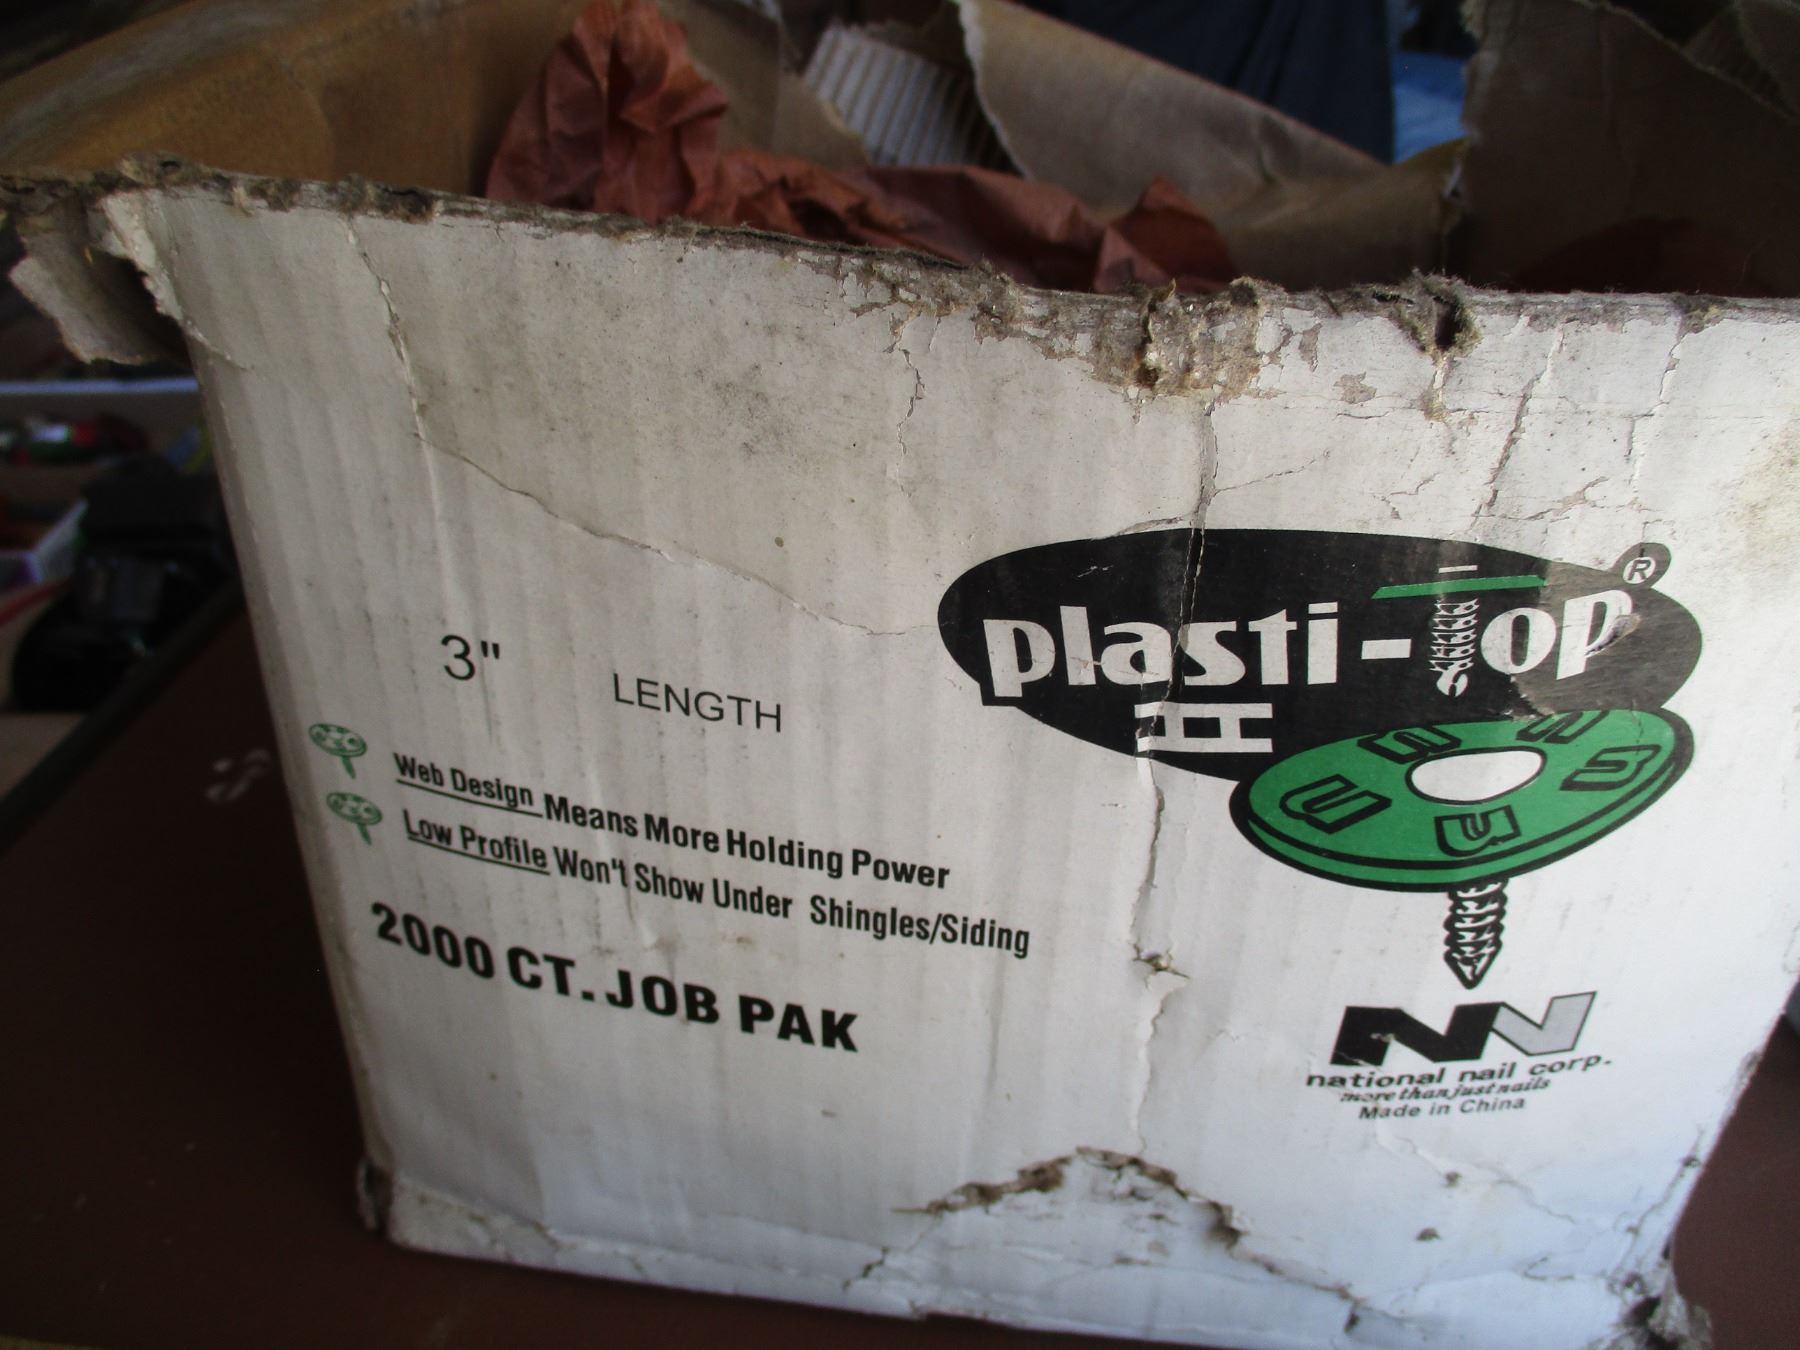 3" LENGTH
Web Design Means More Holding Power
Low Profile Won't Show Under Shingles/Siding
2000 CT. JOB PAK
plasti-Top®
national nail corp.
more than just nails
Made in China